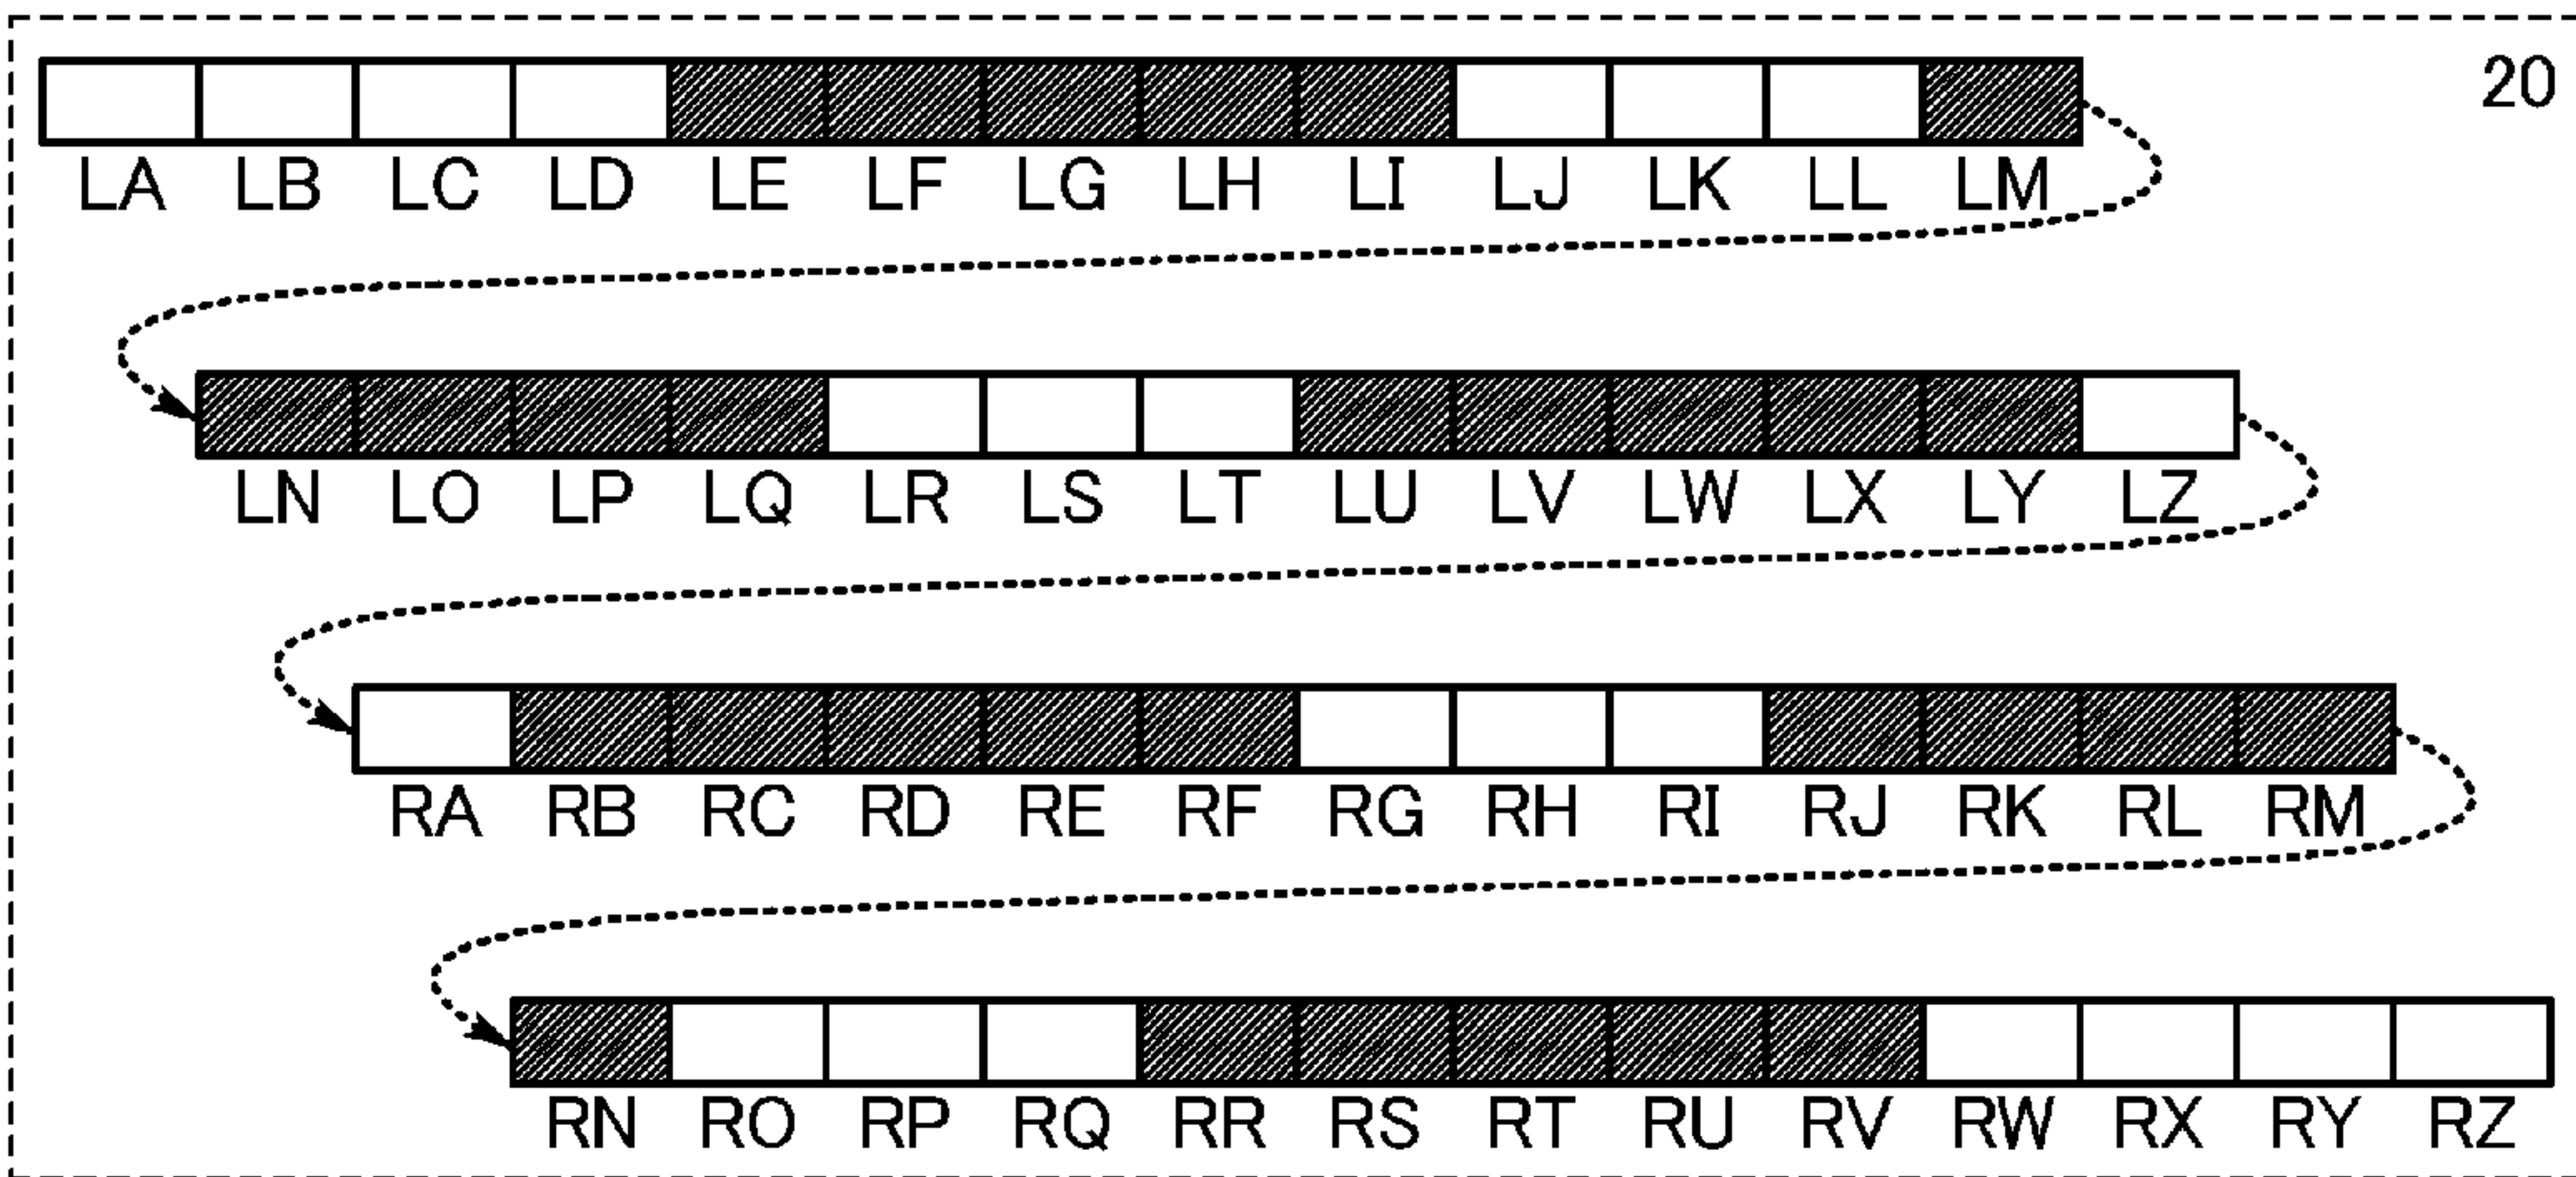 20
LA LB LC LD LE LF LG LH LI LJ LK LL LM
LN LO LP LQ LR LS LT LU LV LW LX LY LZ
RA RB RC RD RE RF RG RH RI RJ RK RL RM
RN RO RP RQ RR RS RT RU RV RW RX RY RZ